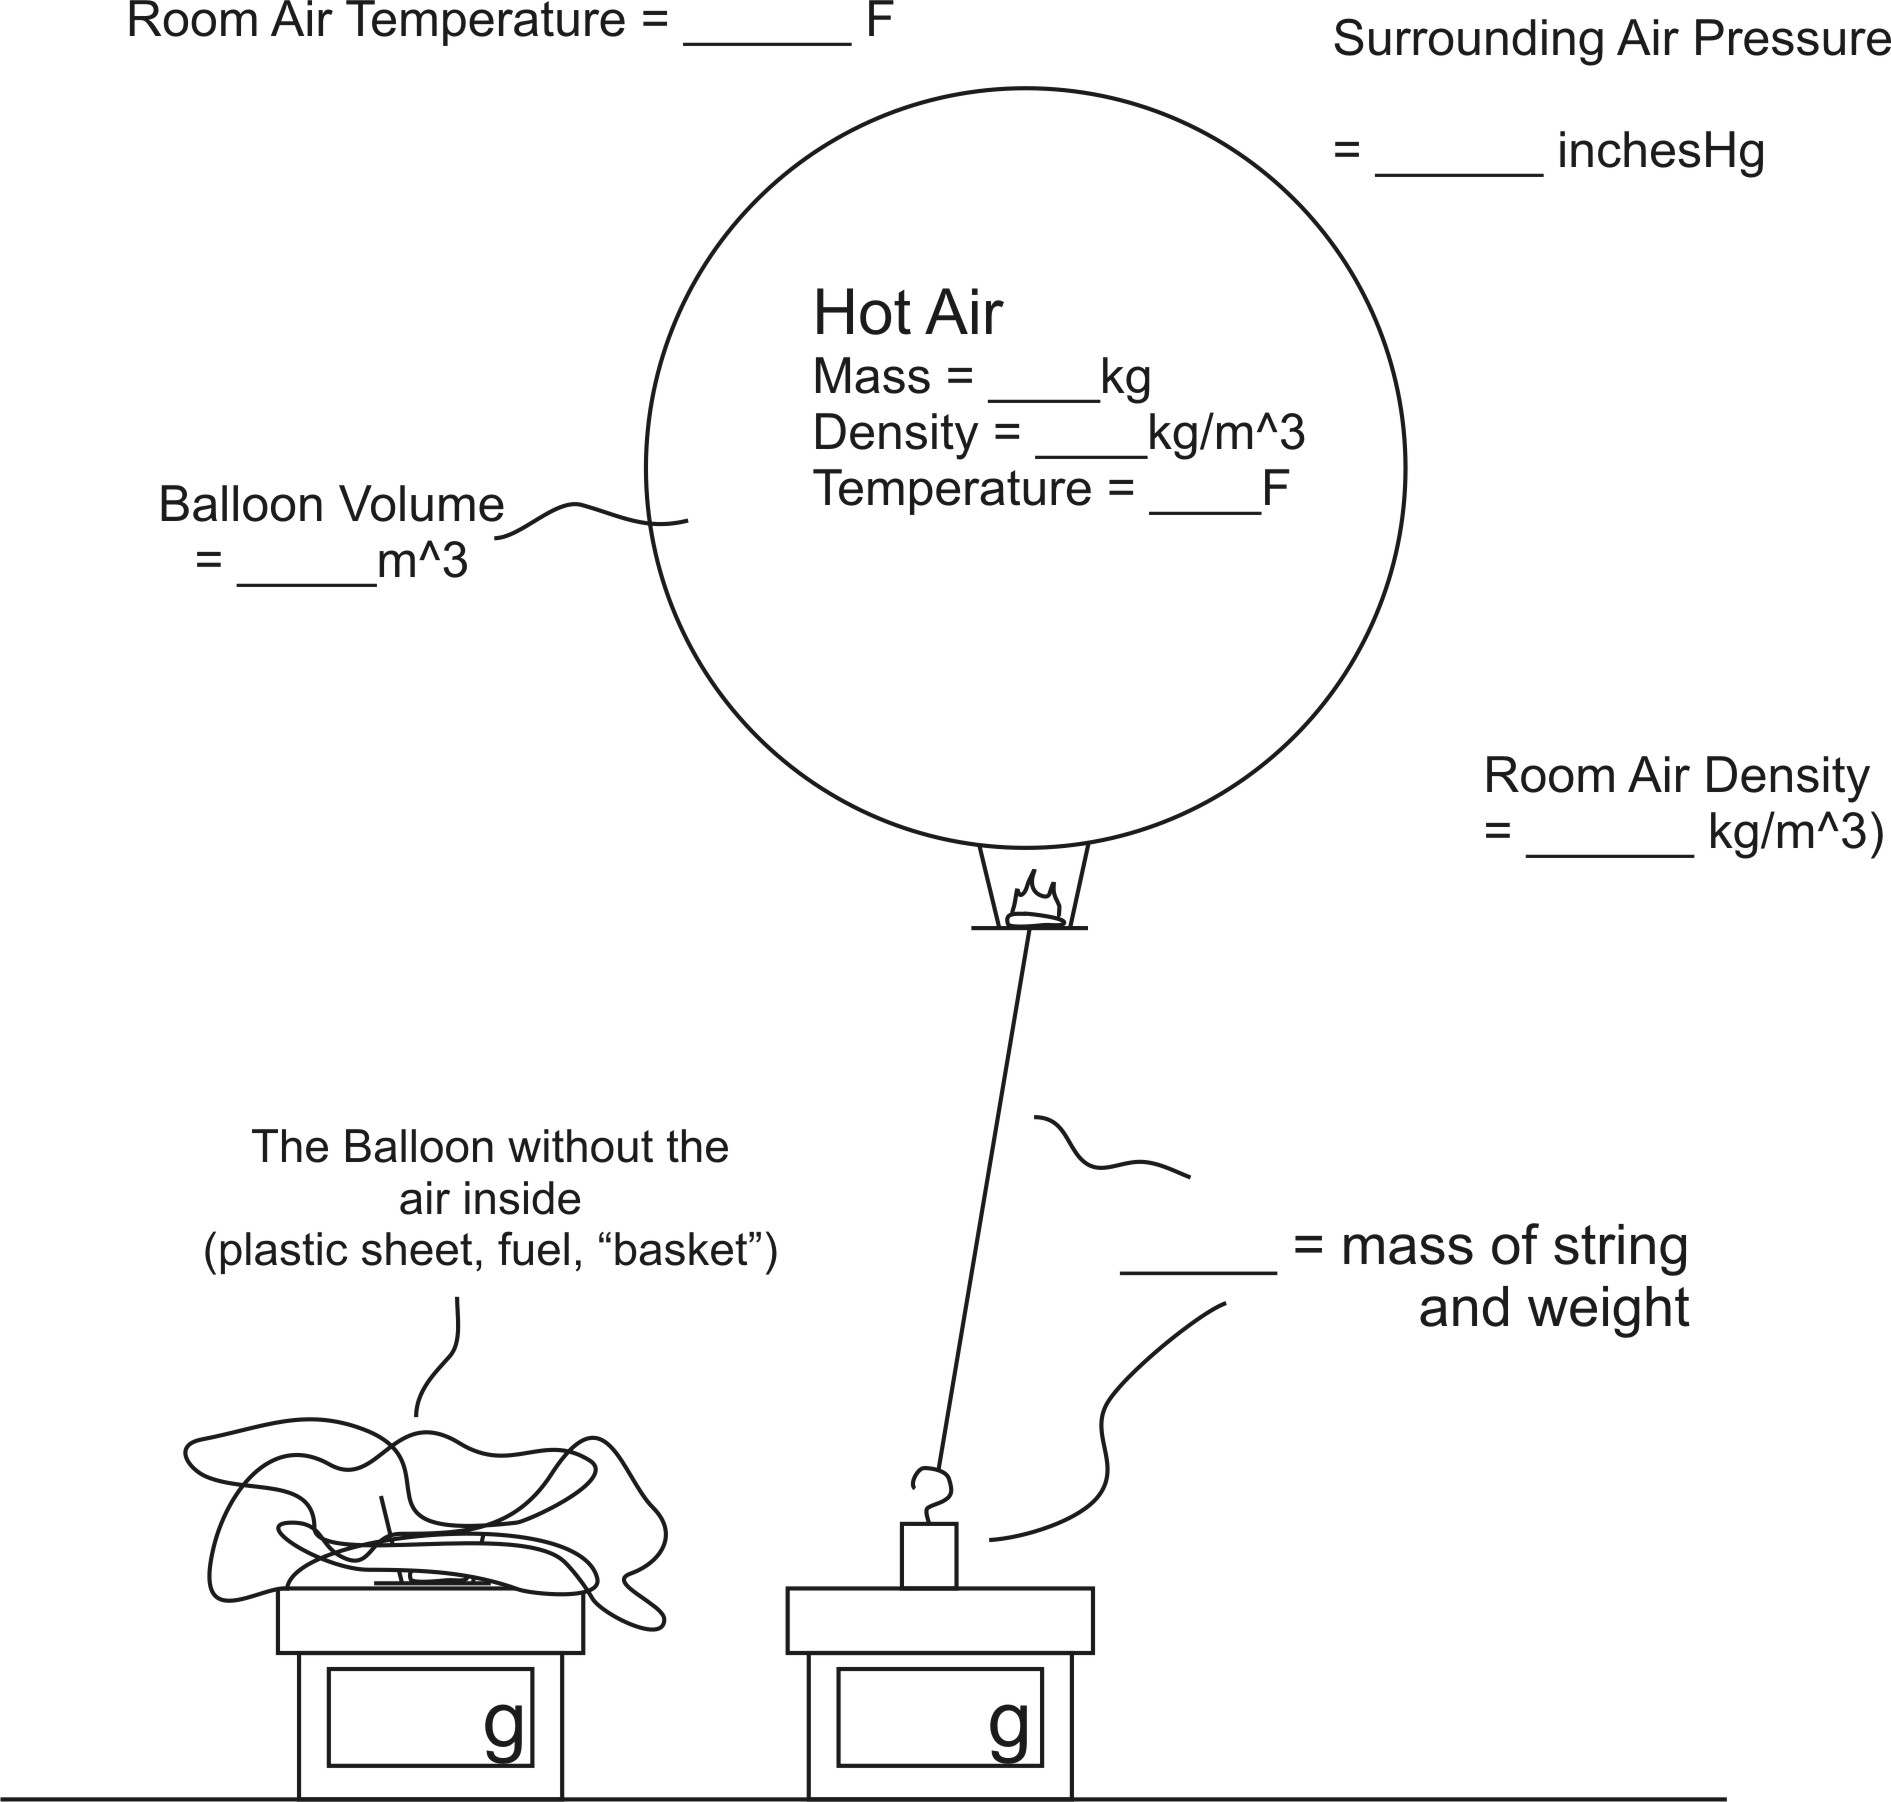 Room Air Temperature = ______ F
Surrounding Air Pressure
= ______ inchesHg
Hot Air
Mass = ____kg
Density = ____kg/m^3
Temperature = ____F
Balloon Volume
= _____m^3
Room Air Density
= ______ kg/m^3)
The Balloon without the
air inside
(plastic sheet, fuel, “basket”)
_____ = mass of string
and weight
g
g